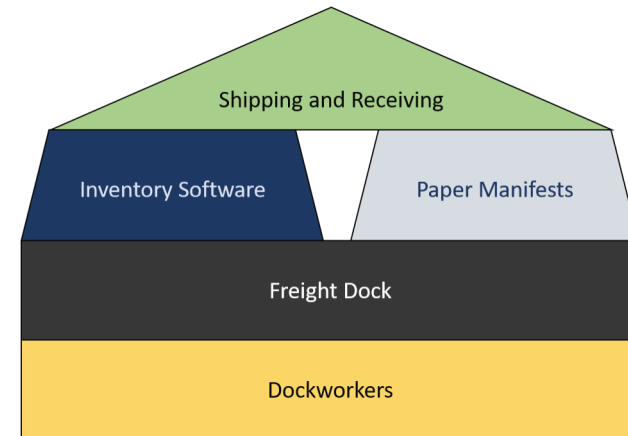 Shipping and Receiving
Inventory Software
Paper Manifests
Freight Dock
Dockworkers